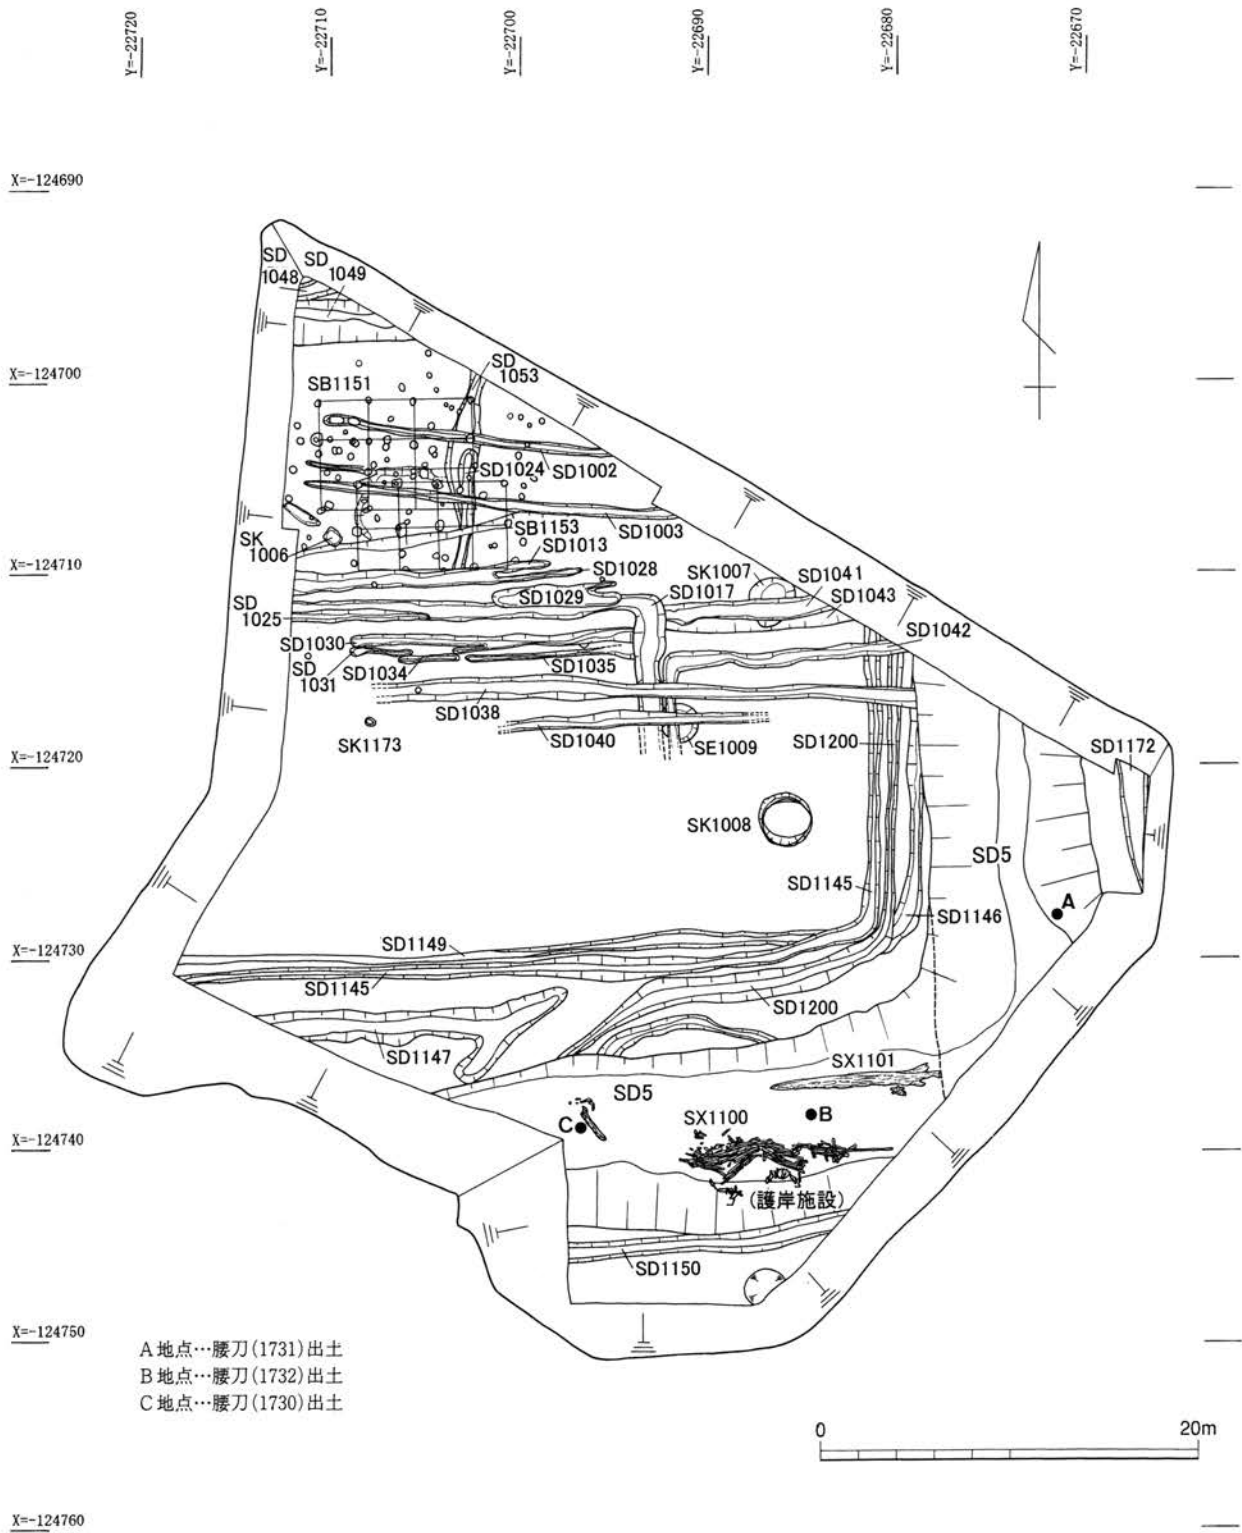 Y=-22720
Y=-22710
Y=-22700
Y=-22690
Y=-22680
Y=-22670
X=-124690
X=-124700
X=-124710
X=-124720
X=-124730
X=-124740
X=-124750
X=-124760
SD
1048
SD
1049
SD
1053
SB1151
SD1024
SD1002
SB1153
SD1003
SK
1006
SD1013
SD1028
SK1007
SD1041
SD1029
SD1017
SD1043
SD
1025
SD1042
SD1030
SD
1031
SD1034
SD1035
SD1038
SK1173
SD1040
SE1009
SD1200
SD1172
SK1008
SD5
SD1145
A
SD1146
SD1149
SD1145
SD1200
SD1147
SX1101
SD5
SX1100
B
C
(護岸施設)
SD1150
A地点…腰刀(1731)出土
B地点…腰刀(1732)出土
C地点…腰刀(1730)出土
0
20m